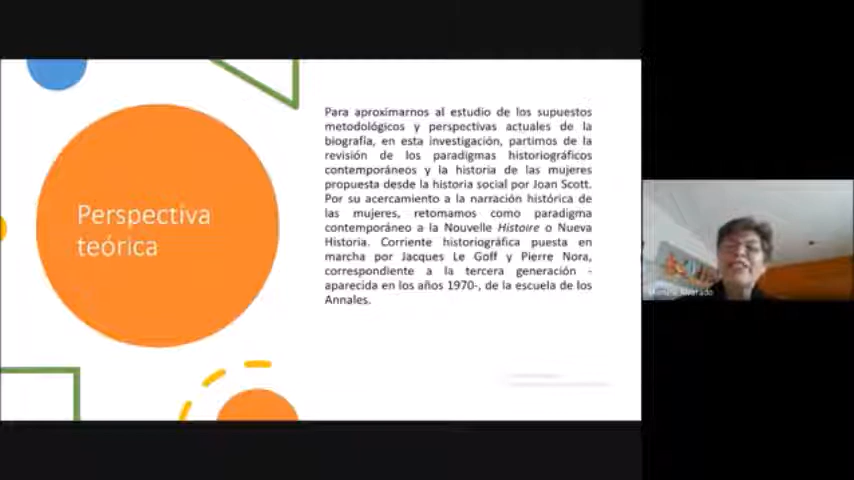 Perspectiva
teórica
Para aproximarnos al estudio de los supuestos
metodológicos y perspectivas actuales de la
biografía, en esta investigación, partimos de la
revisión de los paradigmas historiográficos
contemporáneos y la historia de las mujeres
propuesta desde la historia social por Joan Scott.
Por su acercamiento a la narración histórica de
las mujeres, retomamos como paradigma
contemporáneo a la Nouvelle Histoire o Nueva
Historia. Corriente historiográfica puesta en
marcha por Jacques Le Goff y Pierre Nora,
correspondiente a la tercera generación -
aparecida en los años 1970-, de la escuela de los
Annales.
Alvarado